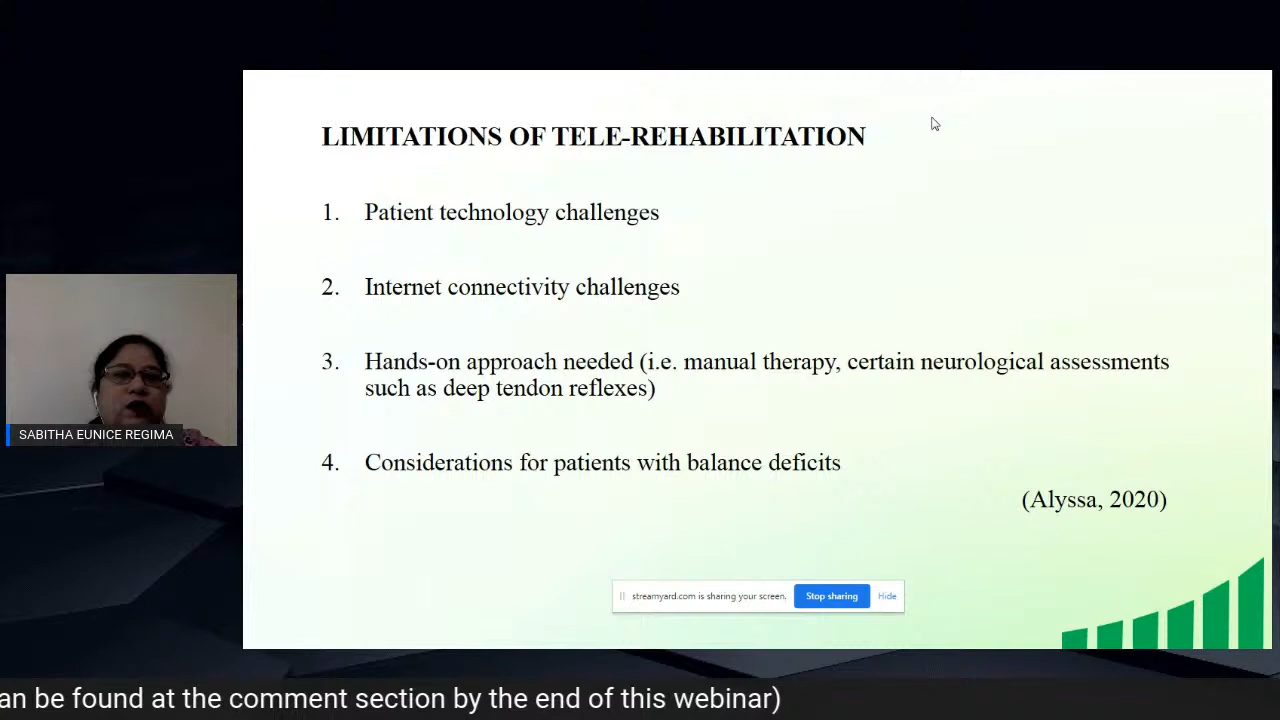 LIMITATIONS OF TELE-REHABILITATION
1. Patient technology challenges
2. Internet connectivity challenges
3. Hands-on approach needed (i.e. manual therapy, certain neurological assessments
such as deep tendon reflexes)
4. Considerations for patients with balance deficits
(Alyssa, 2020)
SABITHA EUNICE REGIMA
streamyard.com is sharing your screen. Stop sharing Hide
an be found at the comment section by the end of this webinar)